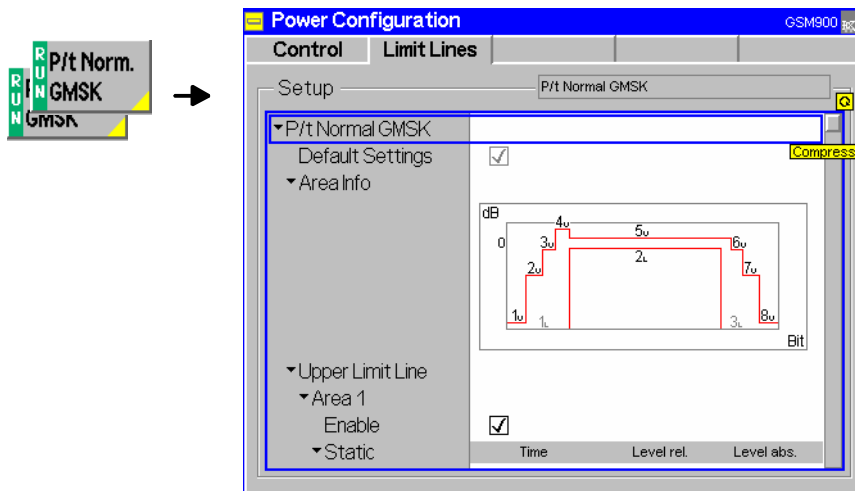 RUN
P/t Norm.
GMSK
RUN
GMSK
Power Configuration
GSM900
Control
Limit Lines
Setup
P/t Normal GMSK
P/t Normal GMSK
Compress
Default Settings
Area Info
dB
0
1U
2U
3U
4U
5U
6U
7U
8U
1L
2L
3L
Bit
Upper Limit Line
Area 1
Enable
Static
Time
Level rel.
Level abs.